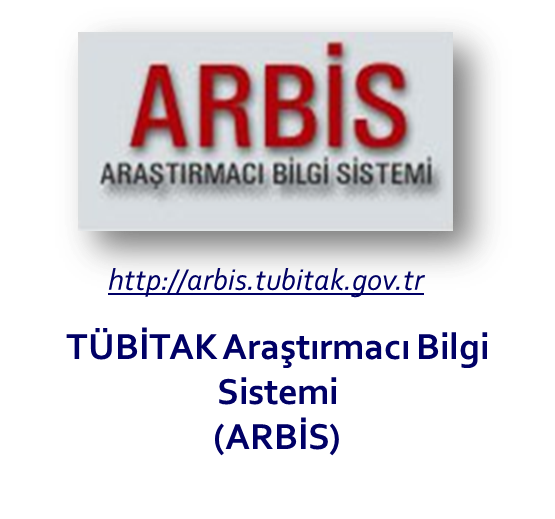 ARBİS
ARAŞTIRMACI BİLGİ SİSTEMİ
http://arbis.tubitak.gov.tr
TÜBİTAK Araştırmacı Bilgi
Sistemi
(ARBİS)